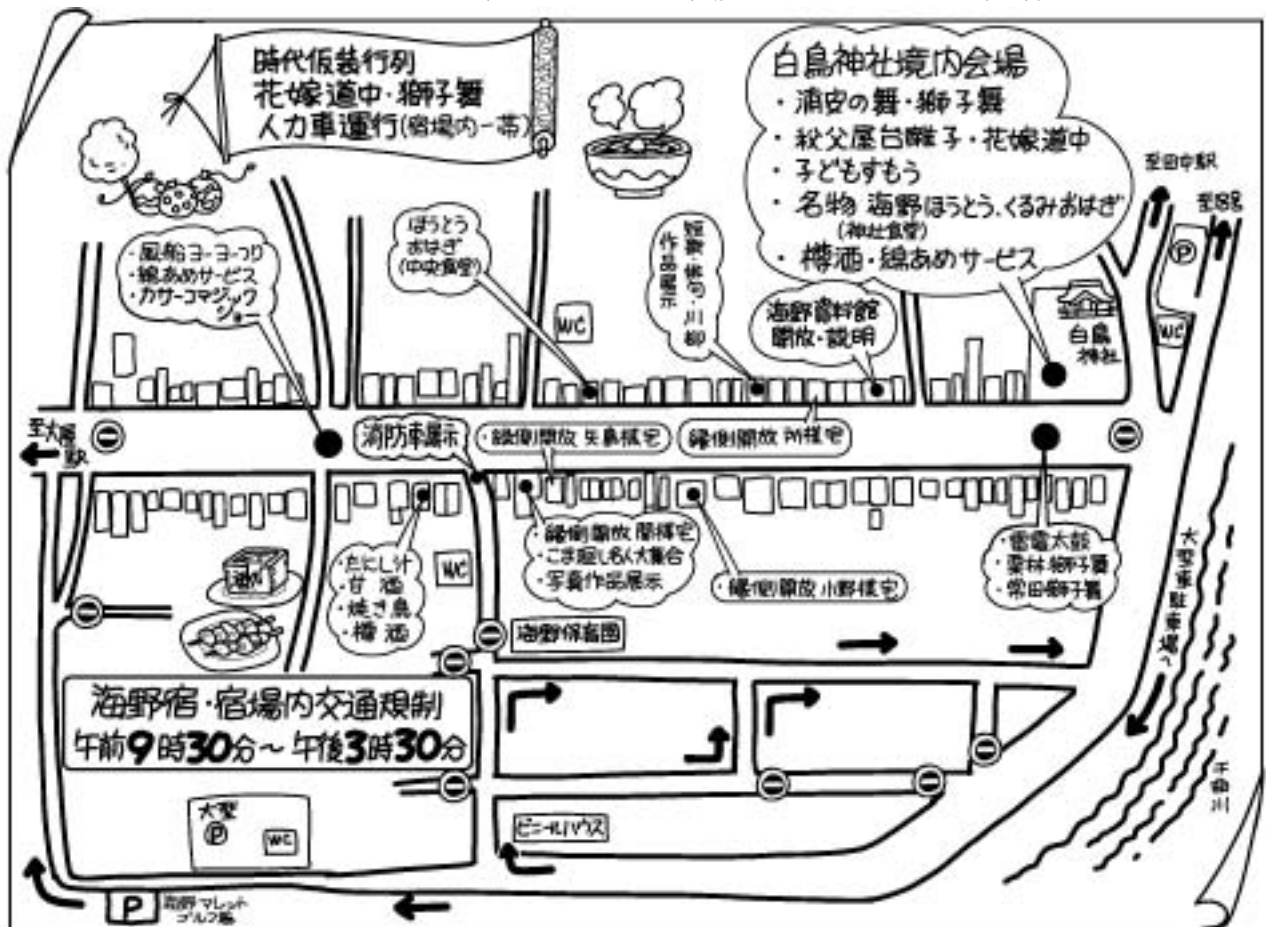 時代仮装行列
花嫁道中・獅子舞
人力車運行(宿場内一帯)
白鳥神社境内会場
・浦安の舞・獅子舞
・秩父屋台囃子・花嫁道中
・子どもすもう
・名物 海野ほうとう、くるみおはぎ
(神社食堂)
・樽酒・綿あめサービス
至田中駅
P
WC
白鳥
神社
・風船ヨーヨーつり
・綿あめサービス
・カサーコマジック
ショー
ほうとう
おはぎ
(中央食堂)
WC
短歌・俳句・川柳
作品展示
海野資料館
開放・説明
至大屋
駅
消防車展示
・縁側開放 矢島様宅
縁側開放 所様宅
・たにし汁
・甘酒
・焼き鳥
・樽酒
酒
WC
・縁側開放 関様宅
・こま廻し名人大集合
・写真作品展示
・縁側開放 小野様宅
・雷電太鼓
・栗林獅子舞
・常田獅子舞
大型車駐車場へ
千曲川
海野保育園
海野宿・宿場内交通規制
午前9時30分～午後3時30分
大型
P
WC
ビニールハウス
P
海野マレット
ゴルフ場